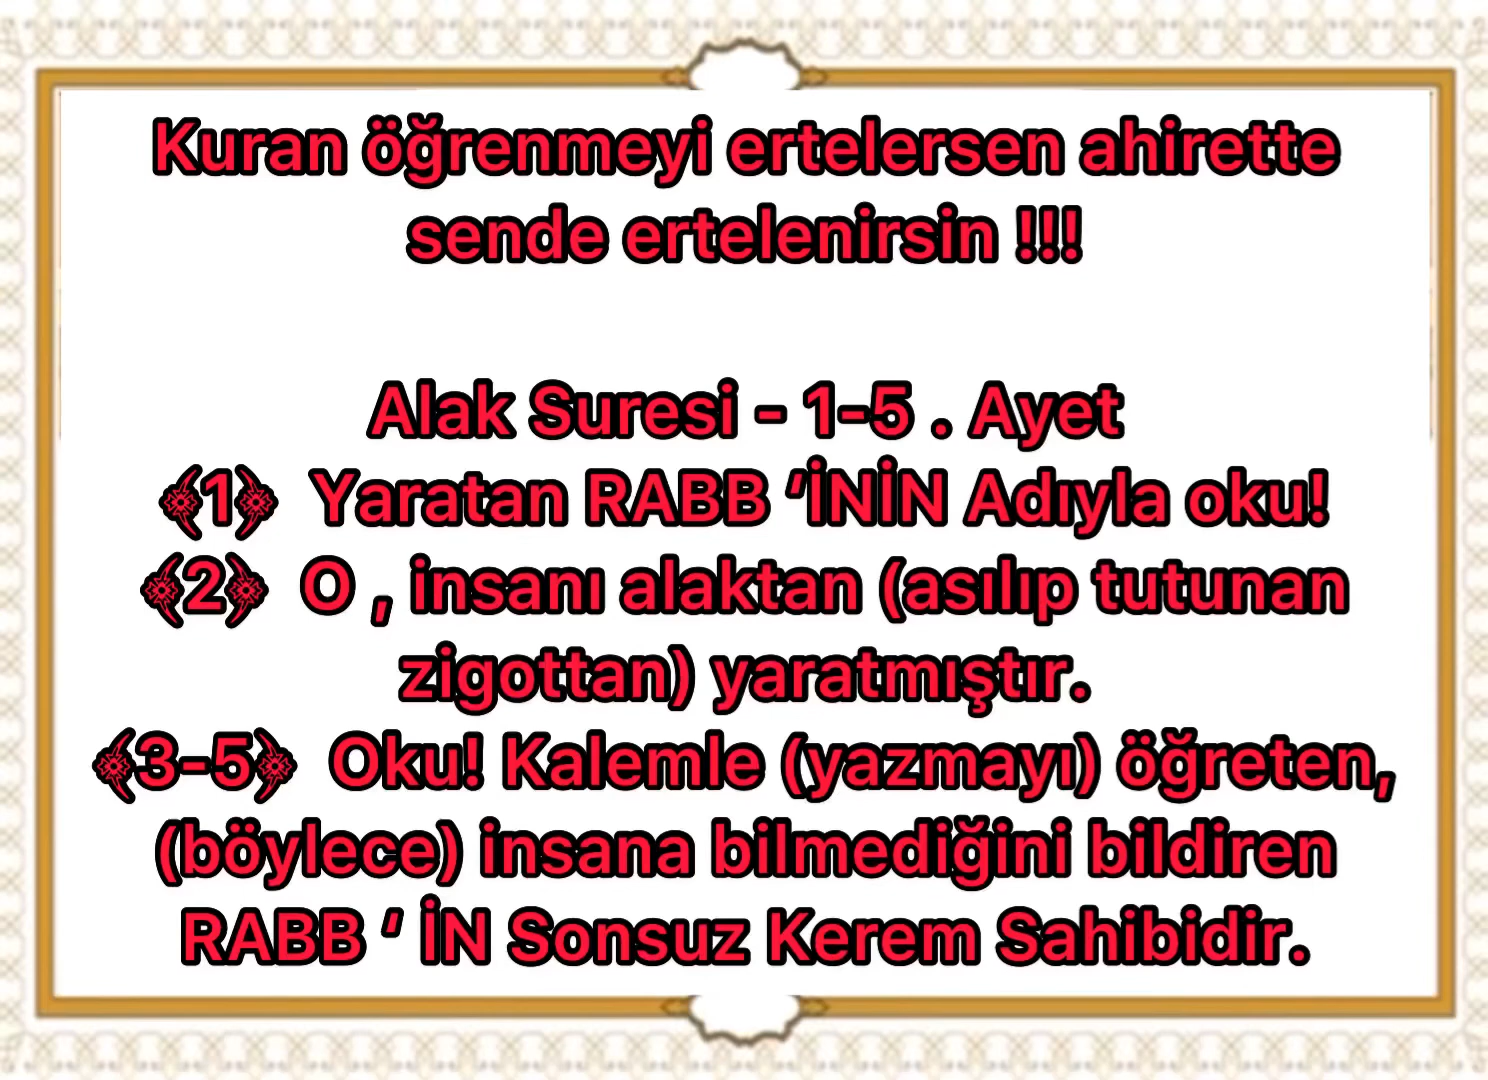 Kuran öğrenmeyi ertelersen ahirette
sende ertelenirsin !!!
Alak Suresi - 1-5 . Ayet
﴾1﴿ Yaratan RABB ‘İNİN Adıyla oku!
﴾2﴿ O , insanı alaktan (asılıp tutunan
zigottan) yaratmıştır.
﴾3-5﴿ Oku! Kalemle (yazmayı) öğreten,
(böylece) insana bilmediğini bildiren
RABB ‘ İN Sonsuz Kerem Sahibidir.